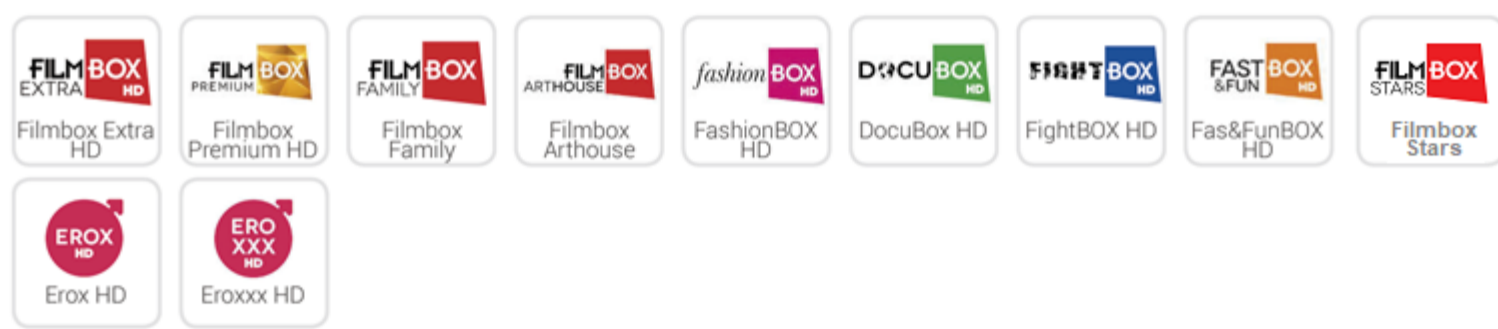 FILM BOX
EXTRA HD
Filmbox Extra
HD
FILM BOX
PREMIUM
Filmbox
Premium HD
FILM BOX
FAMILY
Filmbox
Family
FILM BOX
ARTHOUSE
Filmbox
Arthouse
fashion BOX
HD
FashionBOX
HD
DOCU BOX
HD
DocuBox HD
FIGHT BOX
HD
FightBOX HD
FAST BOX
&FUN HD
Fas&FunBOX
HD
FILM BOX
STARS
Filmbox
Stars
EROX
HD
Erox HD
ERO
XXX
HD
Eroxxx HD